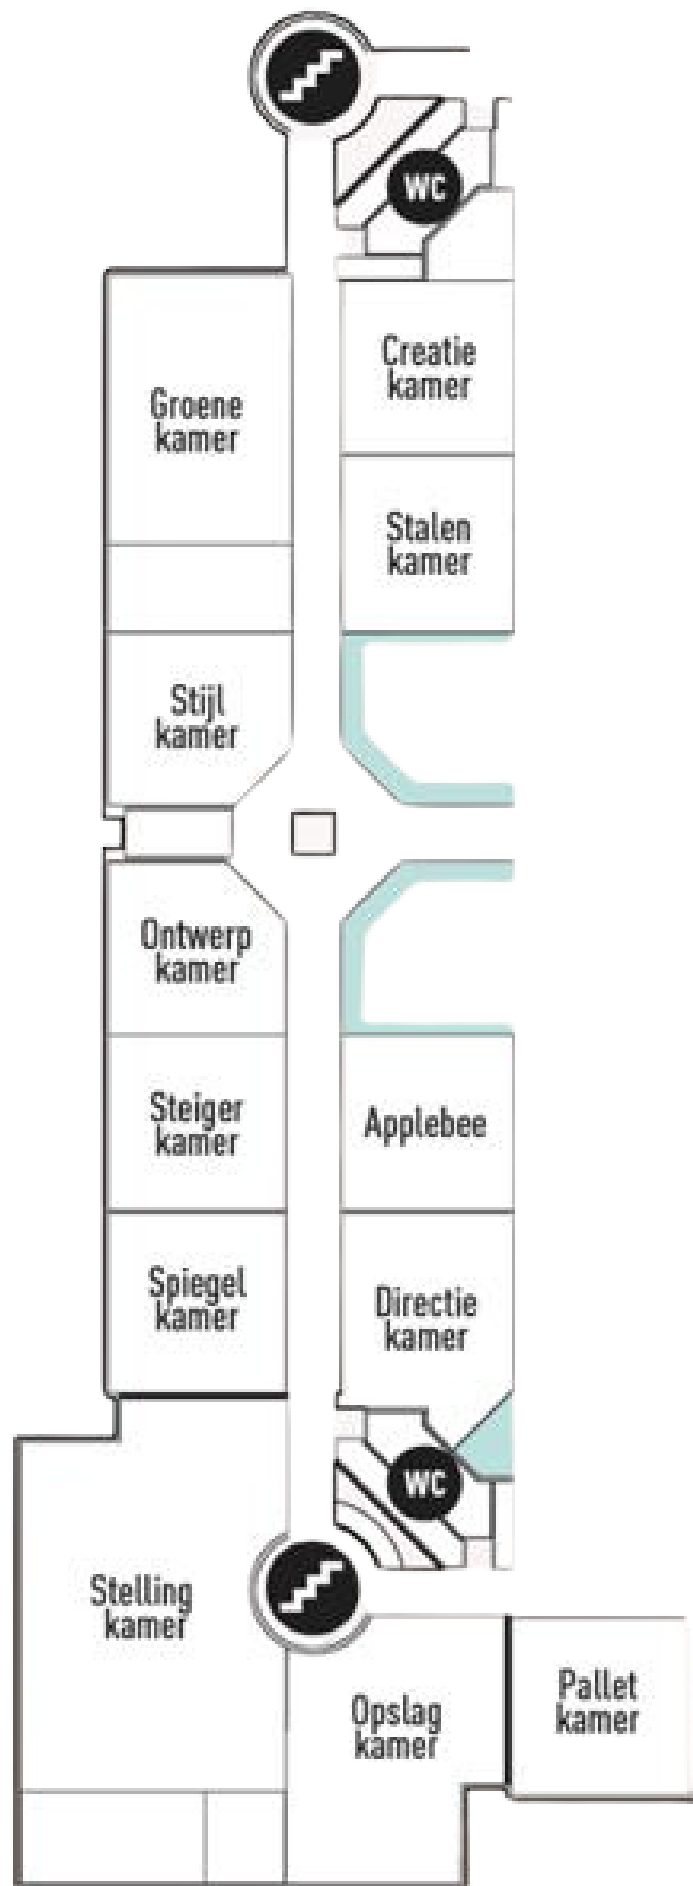 WC
Creatie
kamer
Groene
kamer
Stalen
kamer
Stijl
kamer
Ontwerp
kamer
Steiger
kamer
Applebee
Spiegel
kamer
Directie
kamer
WC
Stelling
kamer
Opslag
kamer
Pallet
kamer